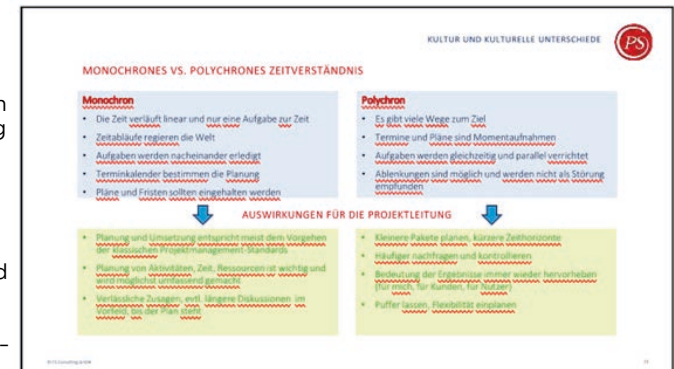 n
g
d
–
KULTUR UND KULTURELLE UNTERSCHIEDE
PS
MONOCHRONES VS. POLYCHRONES ZEITVERSTÄNDNIS
Monochron
• Die Zeit verläuft linear und nur eine Aufgabe zur Zeit
• Zeitabläufe regieren die Welt
• Aufgaben werden nacheinander erledigt
• Terminkalender bestimmen die Planung
• Pläne und Fristen sollten eingehalten werden
Polychron
• Es gibt viele Wege zum Ziel
• Termine und Pläne sind Momentaufnahmen
• Aufgaben werden gleichzeitig und parallel verrichtet
• Ablenkungen sind möglich und werden nicht als Störung
empfunden
AUSWIRKUNGEN FÜR DIE PROJEKTLEITUNG
• Planung und Umsetzung entspricht meist dem Vorgehen
der klassischen Projektmanagement-Standards
• Planung von Aktivitäten, Zeit, Ressourcen ist wichtig und
wird möglichst umfassend gemacht
• Verlässliche Zusagen, evtl. längere Diskussionen im
Vorfeld, bis der Plan steht
• Kleinere Pakete planen, kürzere Zeithorizonte
• Häufiger nachfragen und kontrollieren
• Bedeutung der Ergebnisse immer wieder hervorheben
(für mich, für Kunden, für Nutzer)
• Puffer lassen, Flexibilität einplanen